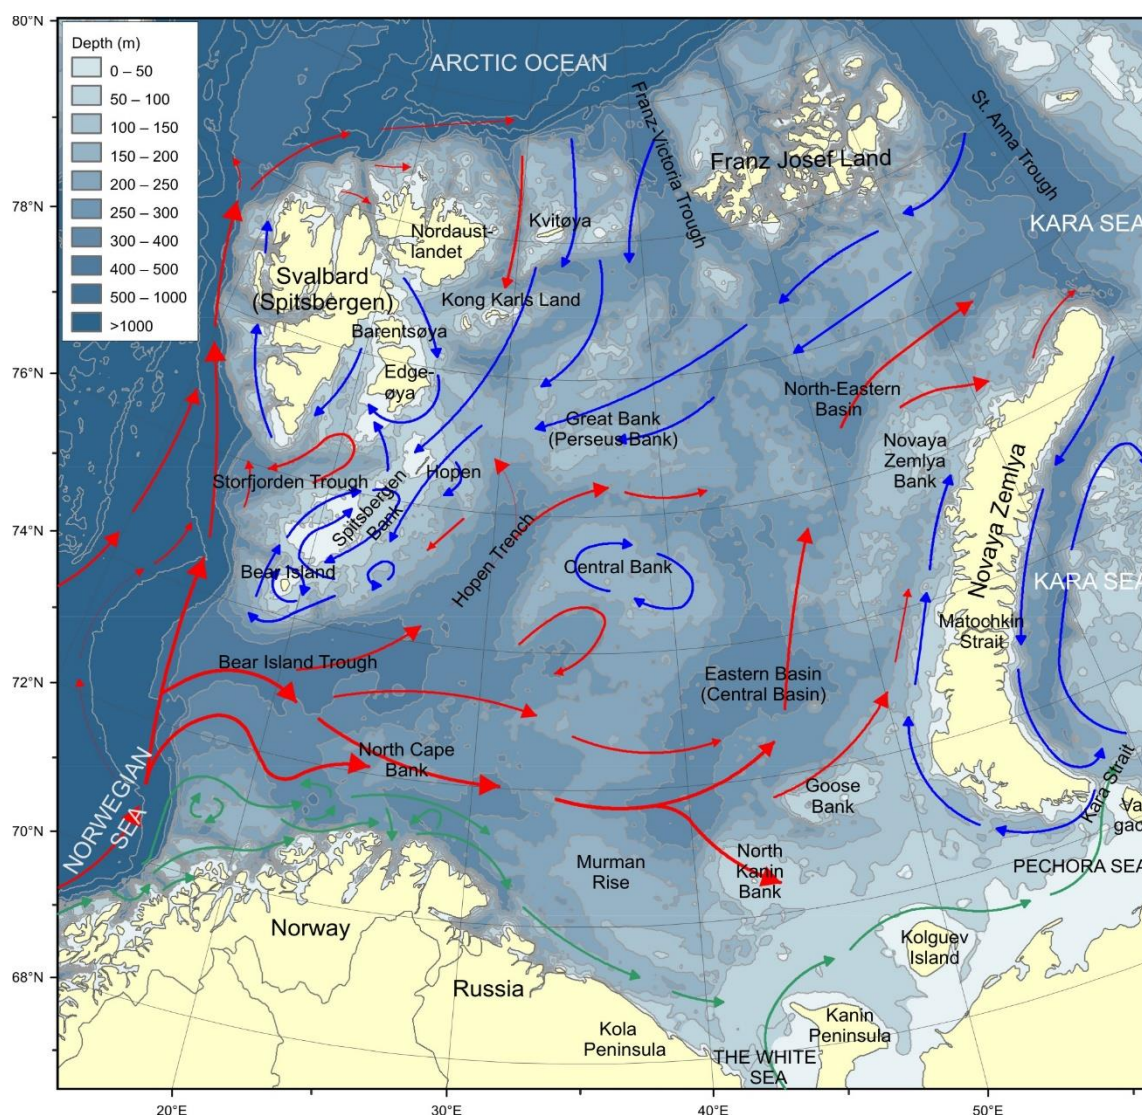 80°N
78°N
76°N
74°N
72°N
70°N
68°N
Depth (m)
0 – 50
50 – 100
100 – 150
150 – 200
200 – 250
250 – 300
300 – 400
400 – 500
500 – 1000
>1000
ARCTIC OCEAN
Franz-Victoria Trough
Franz Josef Land
St. Anna Trough
KARA SEA
Nordaust-
landet
Kvitøya
Svalbard
(Spitsbergen)
Kong Karls Land
Barentsøya
Edge-
øya
North-Eastern
Basin
Great Bank
(Perseus Bank)
Novaya
Zemlya
Bank
Novaya Zemlya
Storfjorden Trough
Hopen
Spitsbergen
Bank
Hopen Trench
Bear Island
Central Bank
KARA SEA
Matoochkin
Strait
Bear Island Trough
Eastern Basin
(Central Basin)
North Cape
Bank
NORWEGIAN
SEA
Goose
Bank
Kara Strait
Va
gac
Murman
Rise
North
Kanin
Bank
PECHORA SEA
Norway
Kolguev
Island
Russia
Kola
Peninsula
Kanin
Peninsula
THE WHITE
SEA
20°E
30°E
40°E
50°E